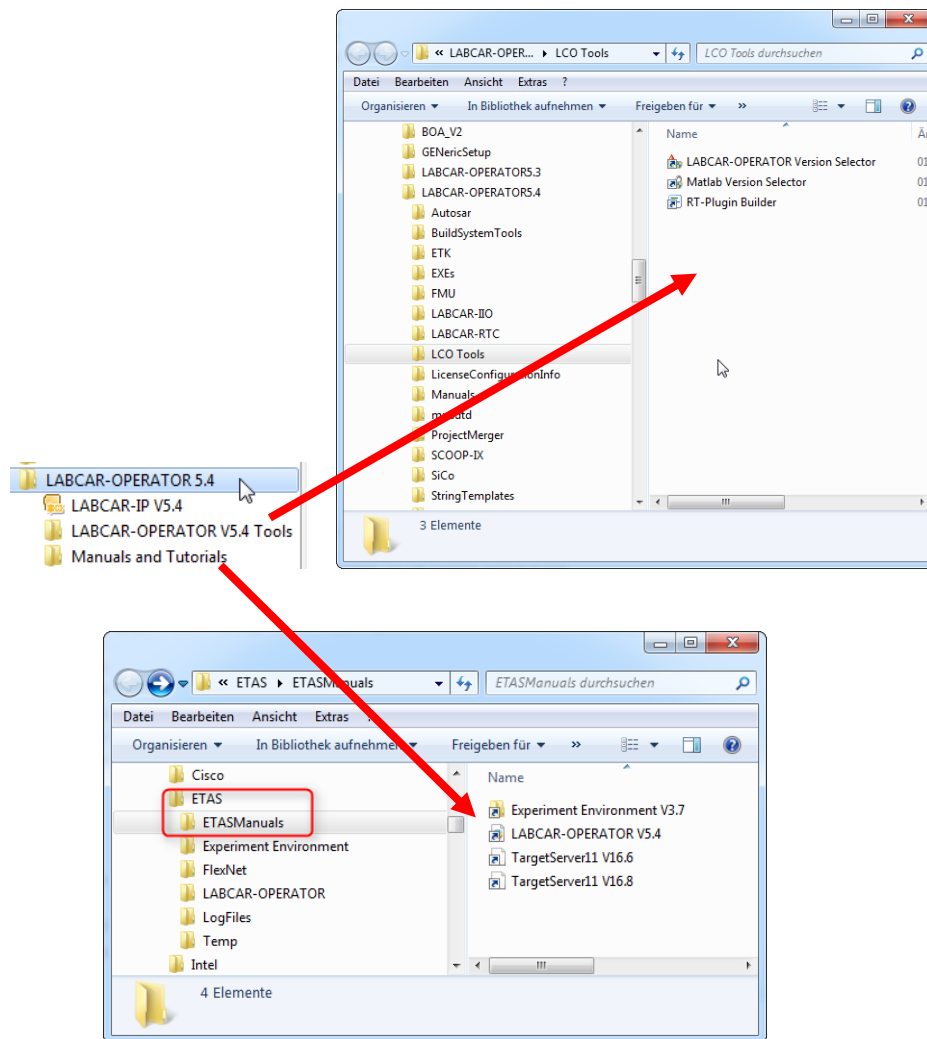 « LABCAR-OPER... ▸ LCO Tools
LCO Tools durchsuchen
Datei Bearbeiten Ansicht Extras ?
Organisieren In Bibliothek aufnehmen Freigeben für »
BOA_V2
GENericSetup
LABCAR-OPERATOR5.3
LABCAR-OPERATOR5.4
Autosar
BuildSystemTools
ETK
EXEs
FMU
LABCAR-IIO
LABCAR-RTC
LCO Tools
Manuals
ProjectMerger
SCOOP-IX
SiCo
StringTemplates
Name
LABCAR-OPERATOR Version Selector 01
Matlab Version Selector 01
RT-Plugin Builder 01
3 Elemente
LABCAR-OPERATOR 5.4
LABCAR-IP V5.4
LABCAR-OPERATOR V5.4 Tools
Manuals and Tutorials
« ETAS ▸ ETASManuals
ETASManuals durchsuchen
Datei Bearbeiten Ansicht Extras
Organisieren In Bibliothek aufnehmen Freigeben für »
Cisco
ETAS
ETASManuals
Experiment Environment
FlexNet
LABCAR-OPERATOR
LogFiles
Temp
Intel
Name
Experiment Environment V3.7
LABCAR-OPERATOR V5.4
TargetServer11 V16.6
TargetServer11 V16.8
4 Elemente